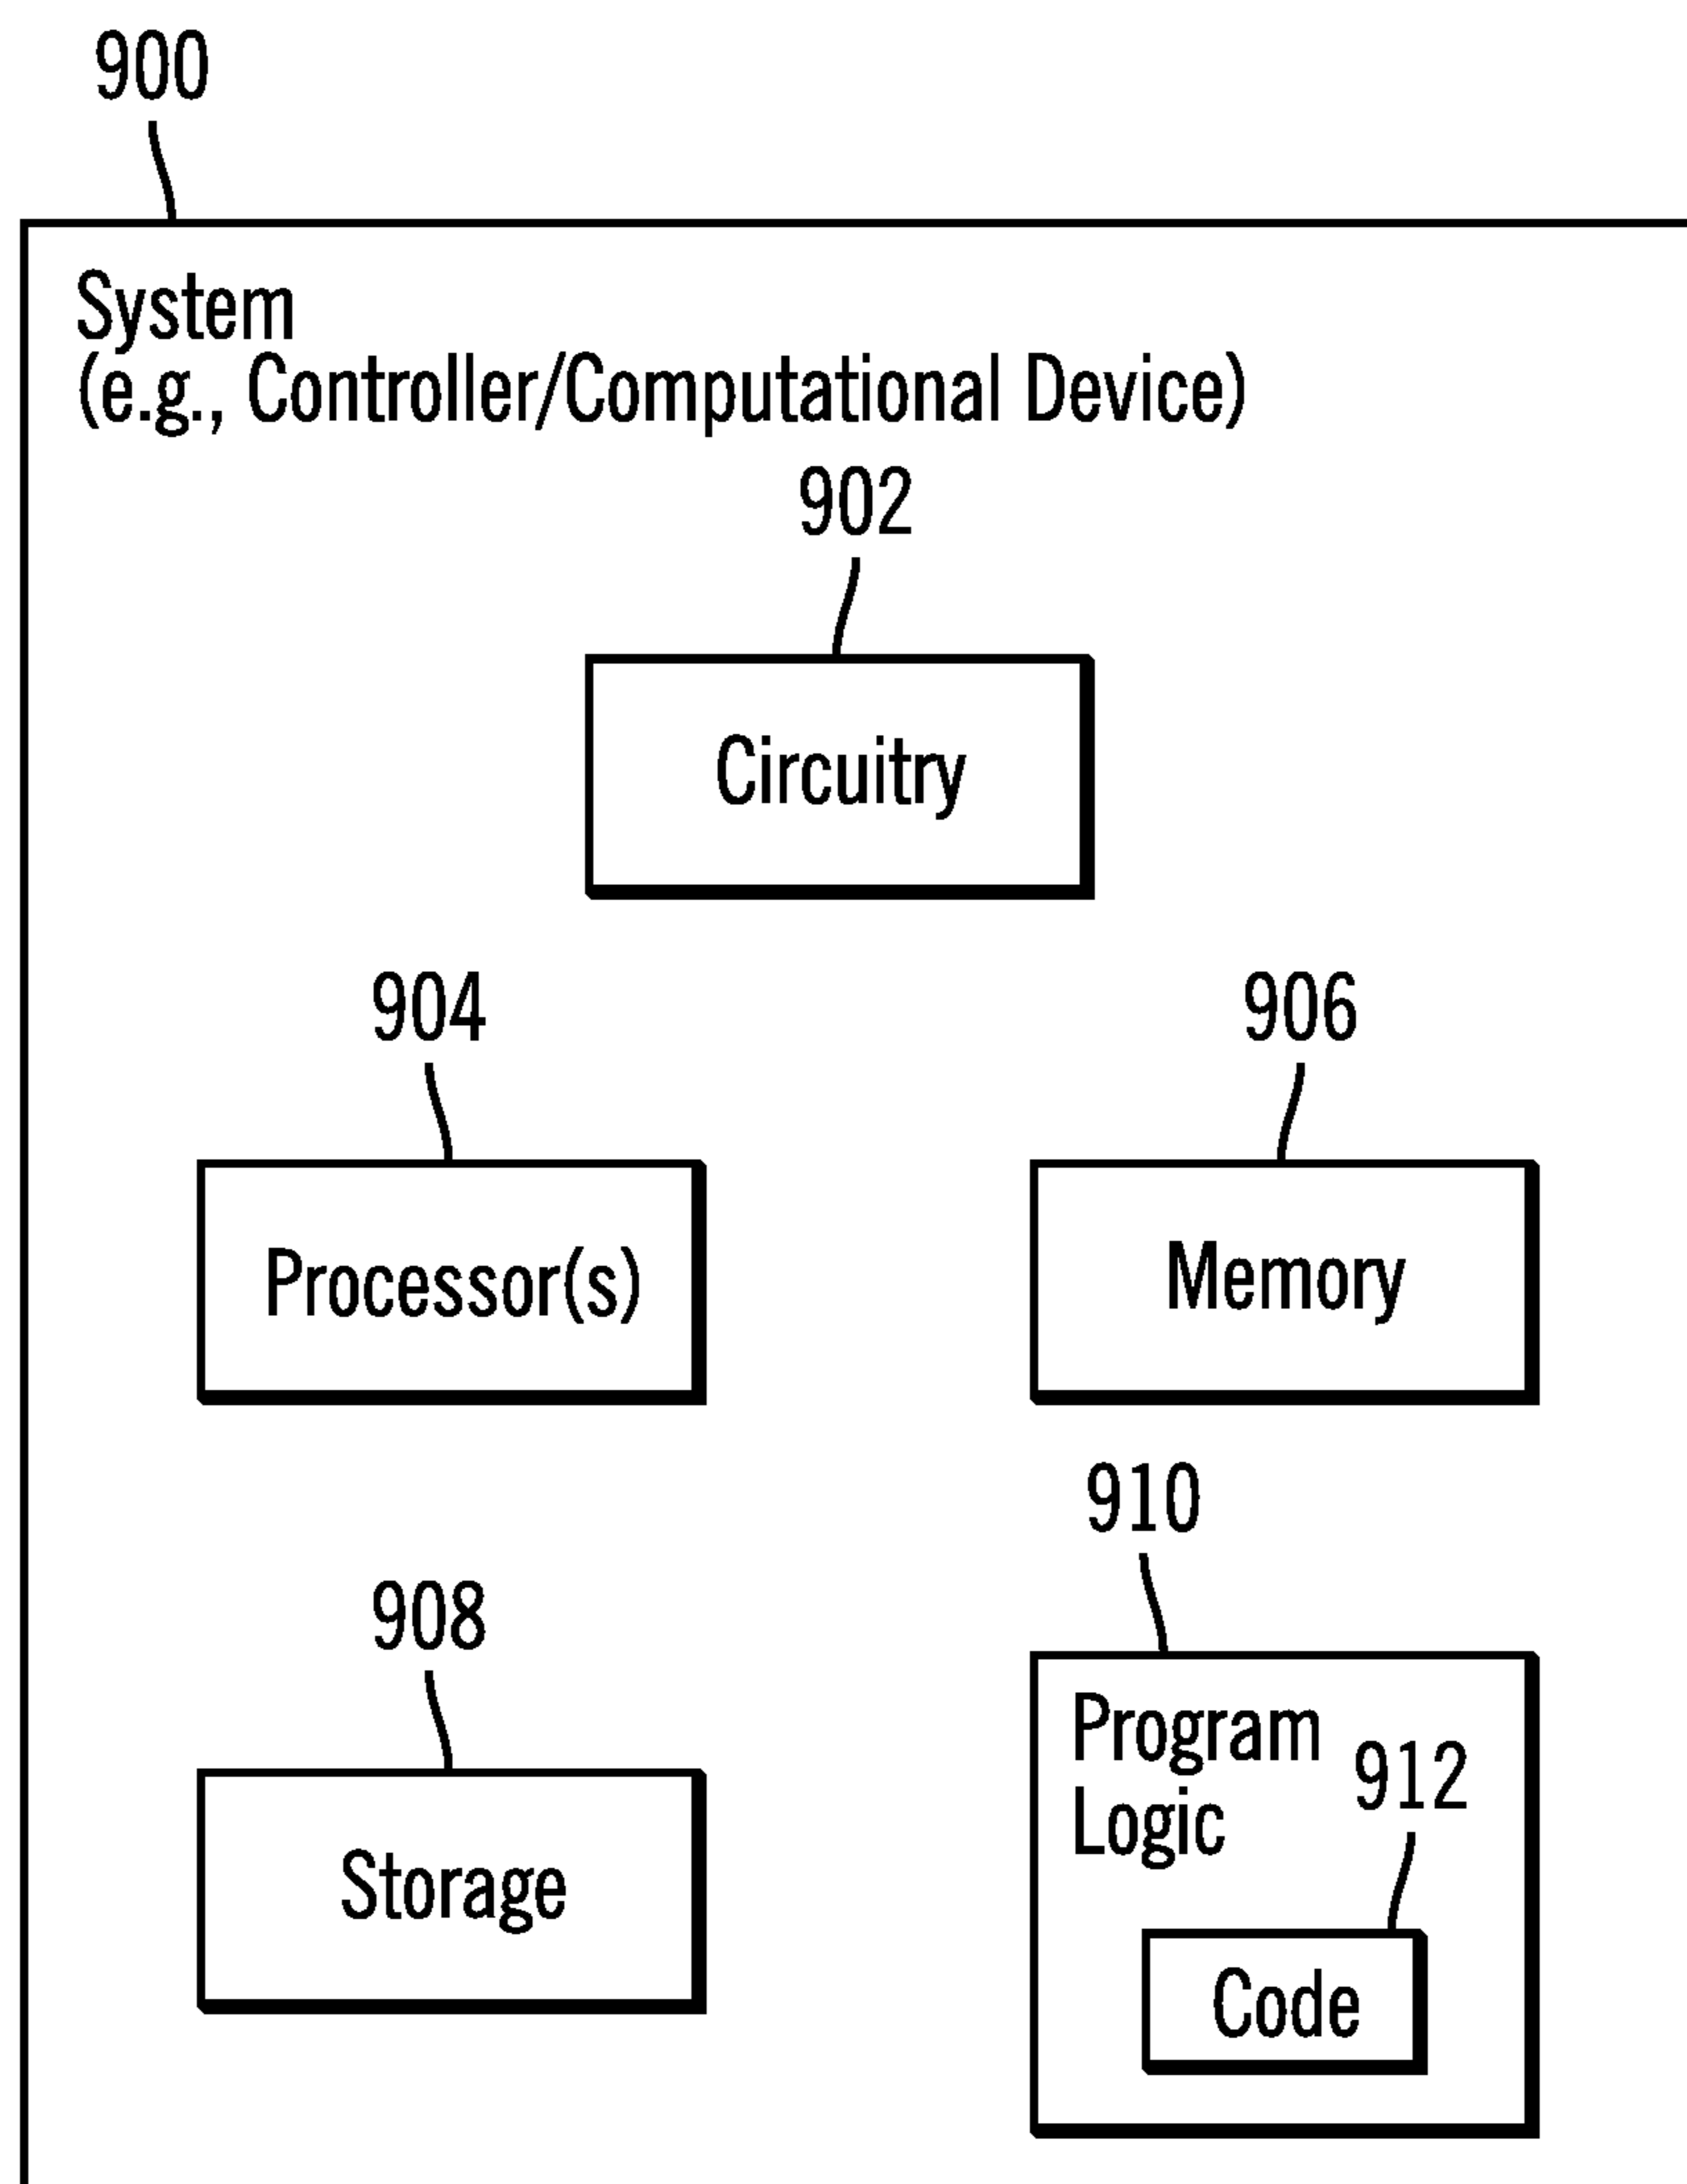 900
System
(e.g., Controller/Computational Device)
902
Circuitry
904
906
Processor(s)
Memory
910
908
Program
Logic
912
Storage
Code